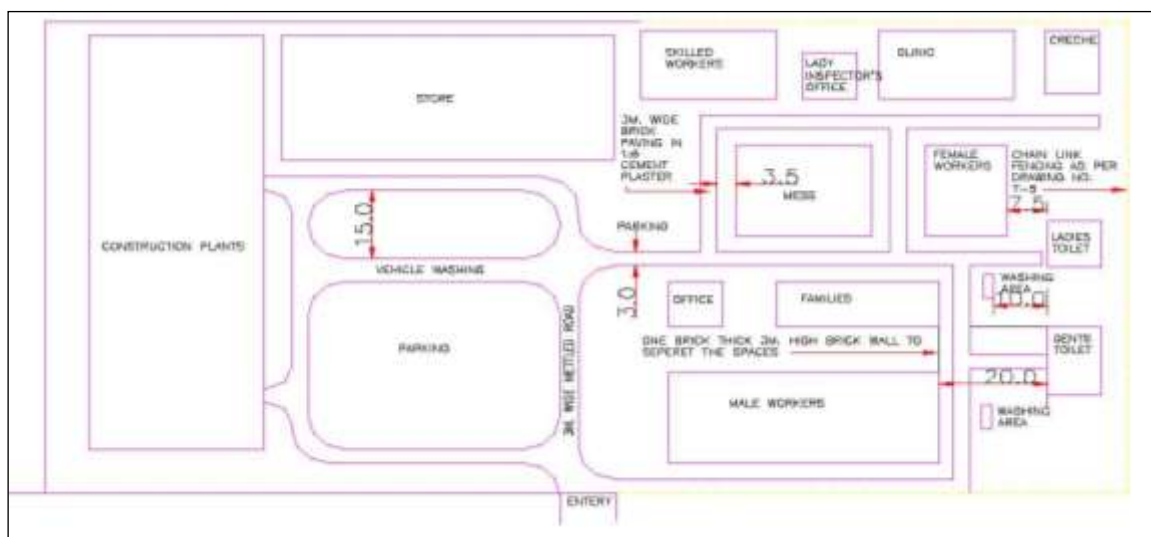 SKILLED
WORKERS
LADY
INSPECTOR'S
OFFICE
CLINIC
CRECHE
STORE
3M. WIDE
BRICK
PAVING IN
1:6
CEMENT
PLASTER
3.5
MESS
FEMALE
WORKERS
CHAIN LINK
FENCING AS PER
DRAWING NO.
T-5
7.5
15.0
CONSTRUCTION PLANTS
PARKING
LADIES
TOILET
VEHICLE WASHING
WASHING
AREA
10.0
3.0
OFFICE
FAMILIES
PARKING
3M. WIDE METTLED ROAD
ONE BRICK THICK 3M. HIGH BRICK WALL TO
SEPERET THE SPACES
GENTS
TOILET
20.0
MALE WORKERS
WASHING
AREA
ENTERY